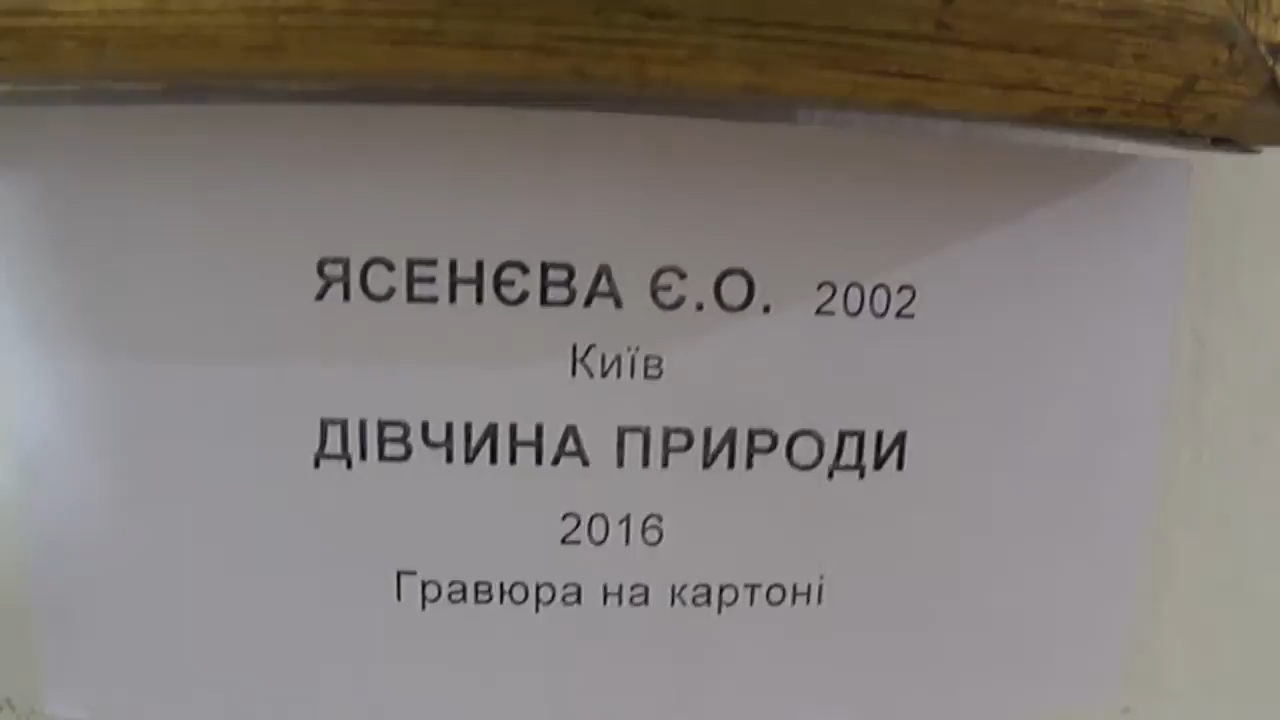 ЯСЕНЄВА Є.О. 2002
Київ
ДІВЧИНА ПРИРОДИ
2016
Гравюра на картоні